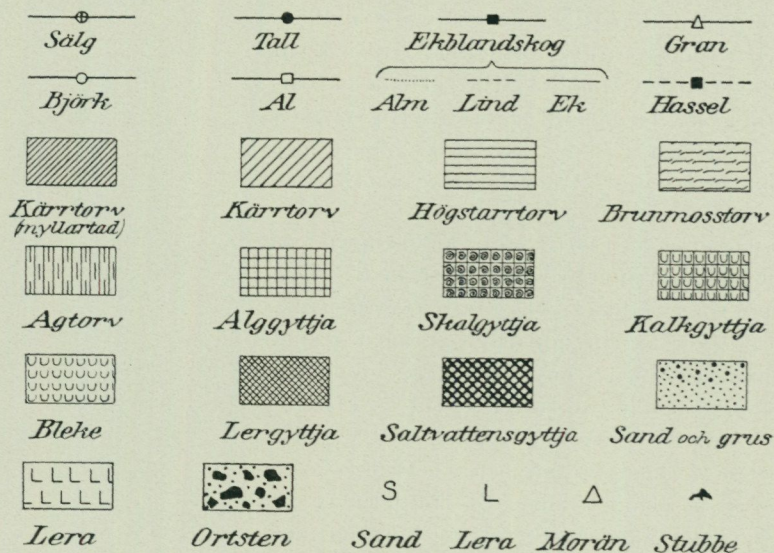 Sälg Tall Ekblandskog Gran
Björk Al Alm Lind Ek Hassel
Kärrtorv Kärrtorv Högstarrtorv Brunmosstorv
(myllartad)
Agtorv Alggyttja Skalgyttja Kalkgyttja
Bleke Lergyttja Saltvattensgyttja Sand och grus
S L
Lera Ortsten Sand Lera Morän Stubbe